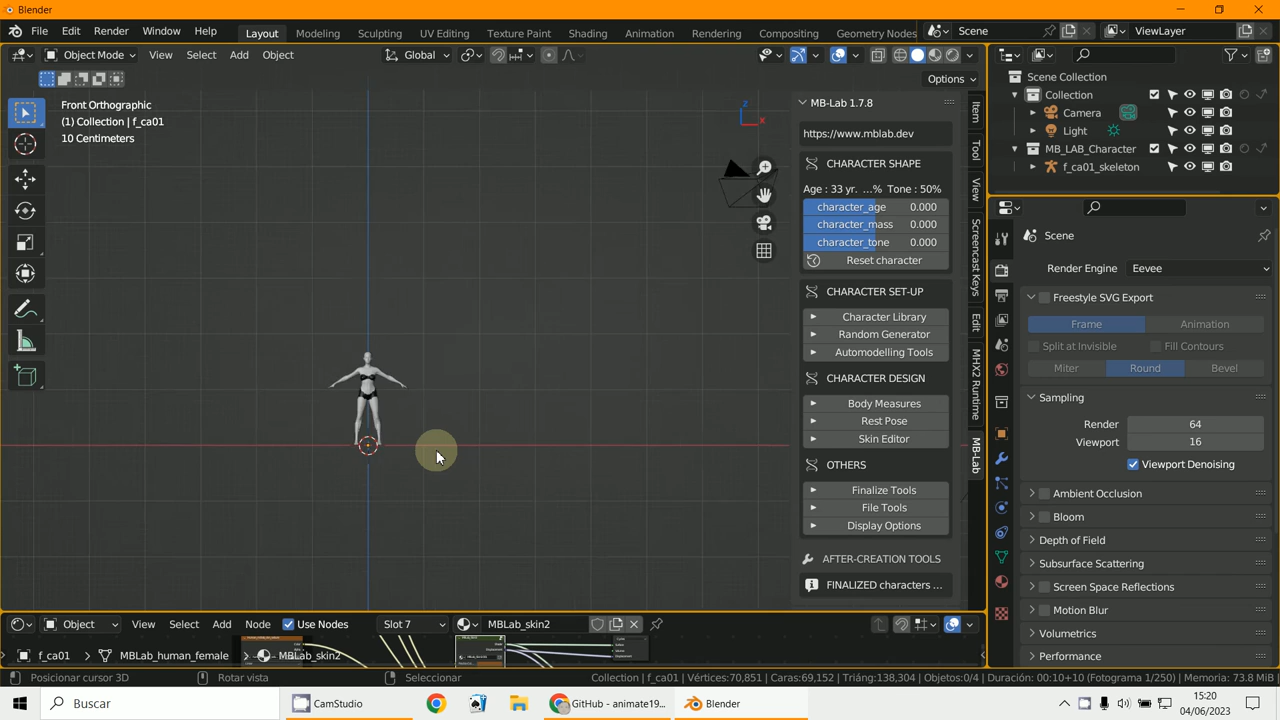 Blender
File Edit Render Window Help Layout Modeling Sculpting UV Editing Texture Paint Shading Animation Rendering Compositing Geometry Nodes Scene ViewLayer
Object Mode View Select Add Object Global
Options
Front Orthographic
(1) Collection | f_ca01
10 Centimeters
Z
X
MB-Lab 1.7.8
https://www.mblab.dev
CHARACTER SHAPE
Age : 33 yr. ...% Tone : 50%
character_age 0.000
character_mass 0.000
character_tone 0.000
Reset character
CHARACTER SET-UP
Character Library
Random Generator
Automodelling Tools
CHARACTER DESIGN
Body Measures
Rest Pose
Skin Editor
OTHERS
Finalize Tools
File Tools
Display Options
AFTER-CREATION TOOLS
FINALIZED characters ...
Item
Tool
View
Screencast Keys
Edit
MHX2 Runtime
MB-Lab
Scene Collection
Collection
Camera
Light
MB_LAB_Character
f_ca01_skeleton
Scene
Render Engine Eevee
Freestyle SVG Export
Frame Animation
Split at Invisible Fill Contours
Miter Round Bevel
Sampling
Render 64
Viewport 16
Viewport Denoising
Ambient Occlusion
Bloom
Depth of Field
Subsurface Scattering
Screen Space Reflections
Motion Blur
Volumetrics
Performance
Object View Select Add Node Use Nodes Slot 7 MBLab_skin2
f_ca01 MBLab_human_female MBLab_skin2
Posicionar cursor 3D Rotar vista Seleccionar Collection | f_ca01 | Vértices:70,851 | Caras:69,152 | Triáng:138,304 | Objetos:0/4 | Duración: 00:10+10 (Fotograma 1/250) | Memoria: 73.8 MiB
Buscar CamStudio GitHub - animate19... Blender
15:20
04/06/2023